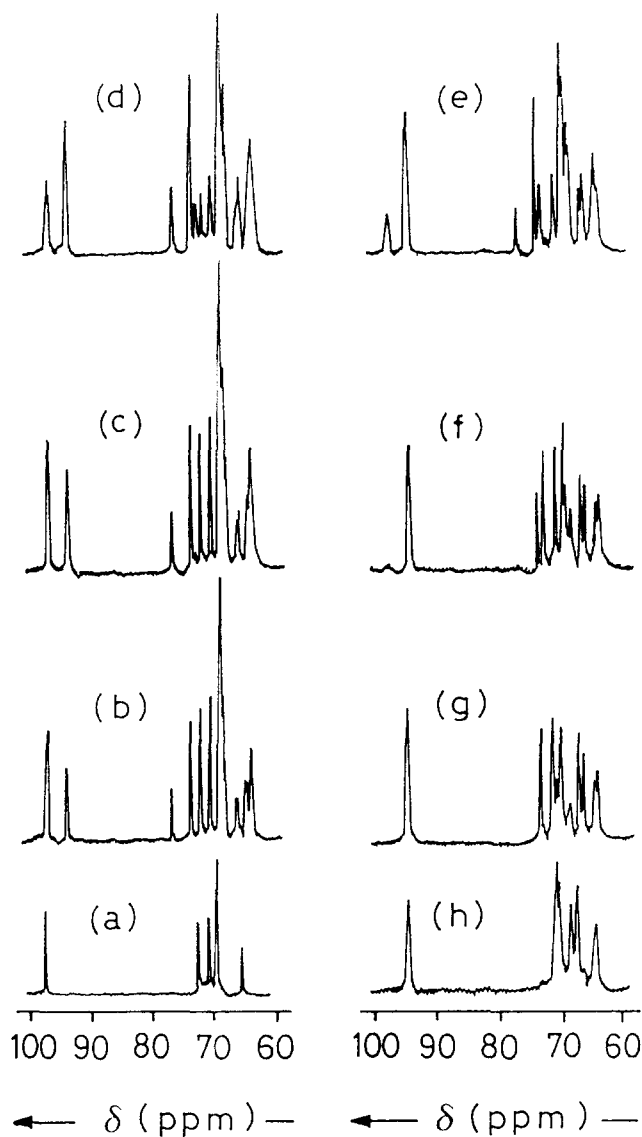 (d) (e)
(c) (f)
(b) (g)
(a) (h)
100 90 80 70 60 100 90 80 70 60
← δ (ppm) — ← δ (ppm) —